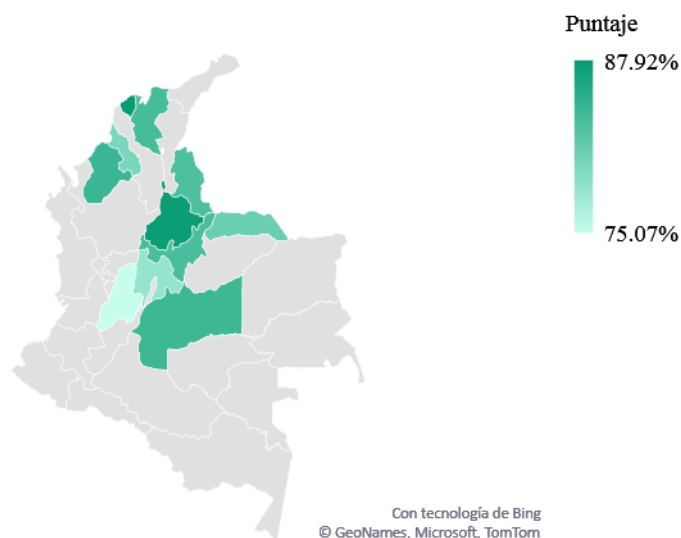 Puntaje
87.92%
75.07%
Con tecnología de Bing
© GeoNames, Microsoft, TomTom